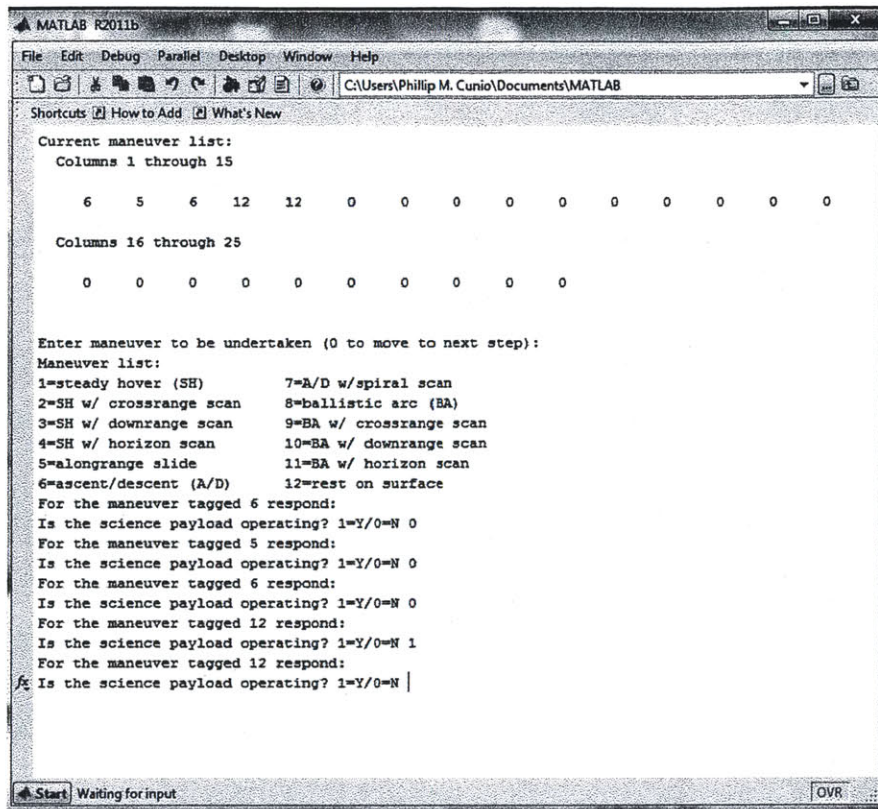 MATLAB R2011b
File Edit Debug Parallel Desktop Window Help
C:\Users\Phillip M. Cunio\Documents\MATLAB
Shortcuts How to Add What's New
Current maneuver list:
Columns 1 through 15
6 5 6 12 12 0 0 0 0 0 0 0 0 0 0
Columns 16 through 25
0 0 0 0 0 0 0 0 0 0
Enter maneuver to be undertaken (0 to move to next step):
Maneuver list:
1=steady hover (SH) 7=A/D w/spiral scan
2=SH w/ crossrange scan 8=ballistic arc (BA)
3=SH w/ downrange scan 9=BA w/ crossrange scan
4=SH w/ horizon scan 10=BA w/ downrange scan
5=alongrange slide 11=BA w/ horizon scan
6=ascent/descent (A/D) 12=rest on surface
For the maneuver tagged 6 respond:
Is the science payload operating? 1=Y/0=N 0
For the maneuver tagged 5 respond:
Is the science payload operating? 1=Y/0=N 0
For the maneuver tagged 6 respond:
Is the science payload operating? 1=Y/0=N 0
For the maneuver tagged 12 respond:
Is the science payload operating? 1=Y/0=N 1
For the maneuver tagged 12 respond:
fx Is the science payload operating? 1=Y/0=N
Start Waiting for input OVR